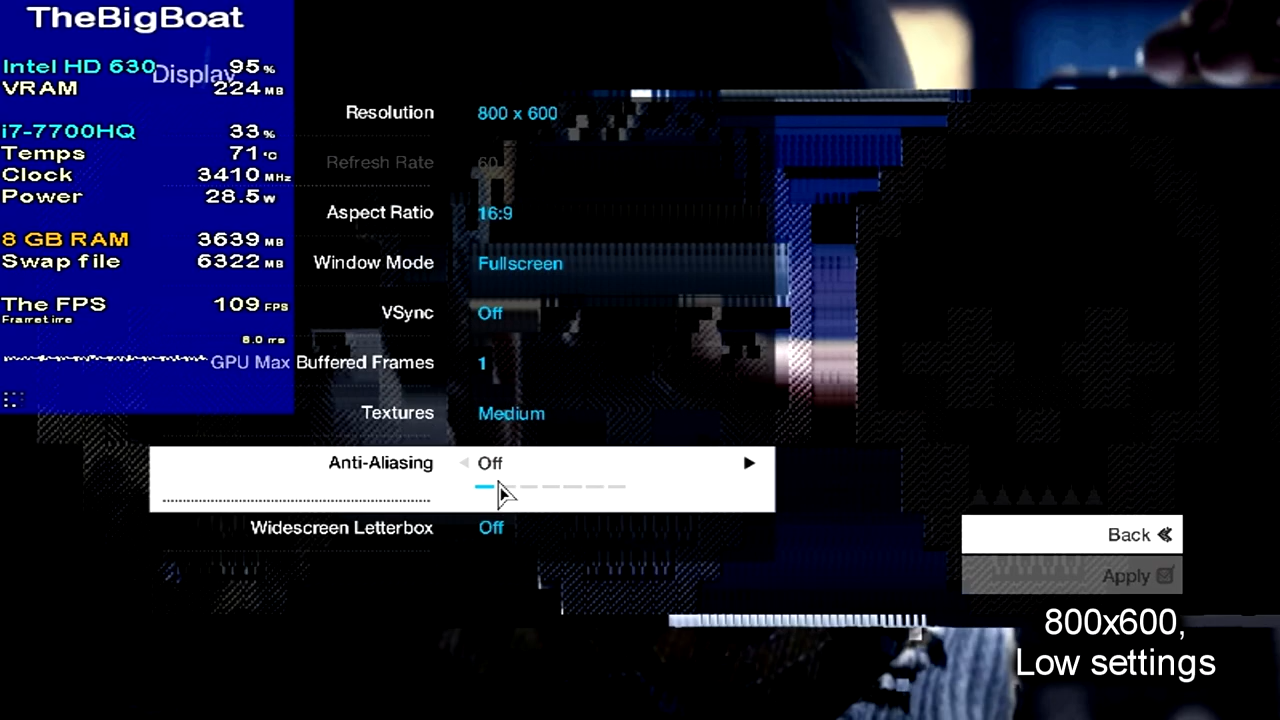 TheBigBoat
Intel HD 630 95 %
Display
VRAM 224 MB
i7-7700HQ 33 %
Temps 71 °C
Clock 3410 MHz
Power 28.5 W
8 GB RAM 3639 MB
Swap file 6322 MB
The FPS 109 FPS
Frametime
6.0 ms
Resolution 800 x 600
Refresh Rate 60
Aspect Ratio 16:9
Window Mode Fullscreen
VSync Off
GPU Max Buffered Frames 1
Textures Medium
Anti-Aliasing Off
Widescreen Letterbox Off
Back
Apply
800x600,
Low settings